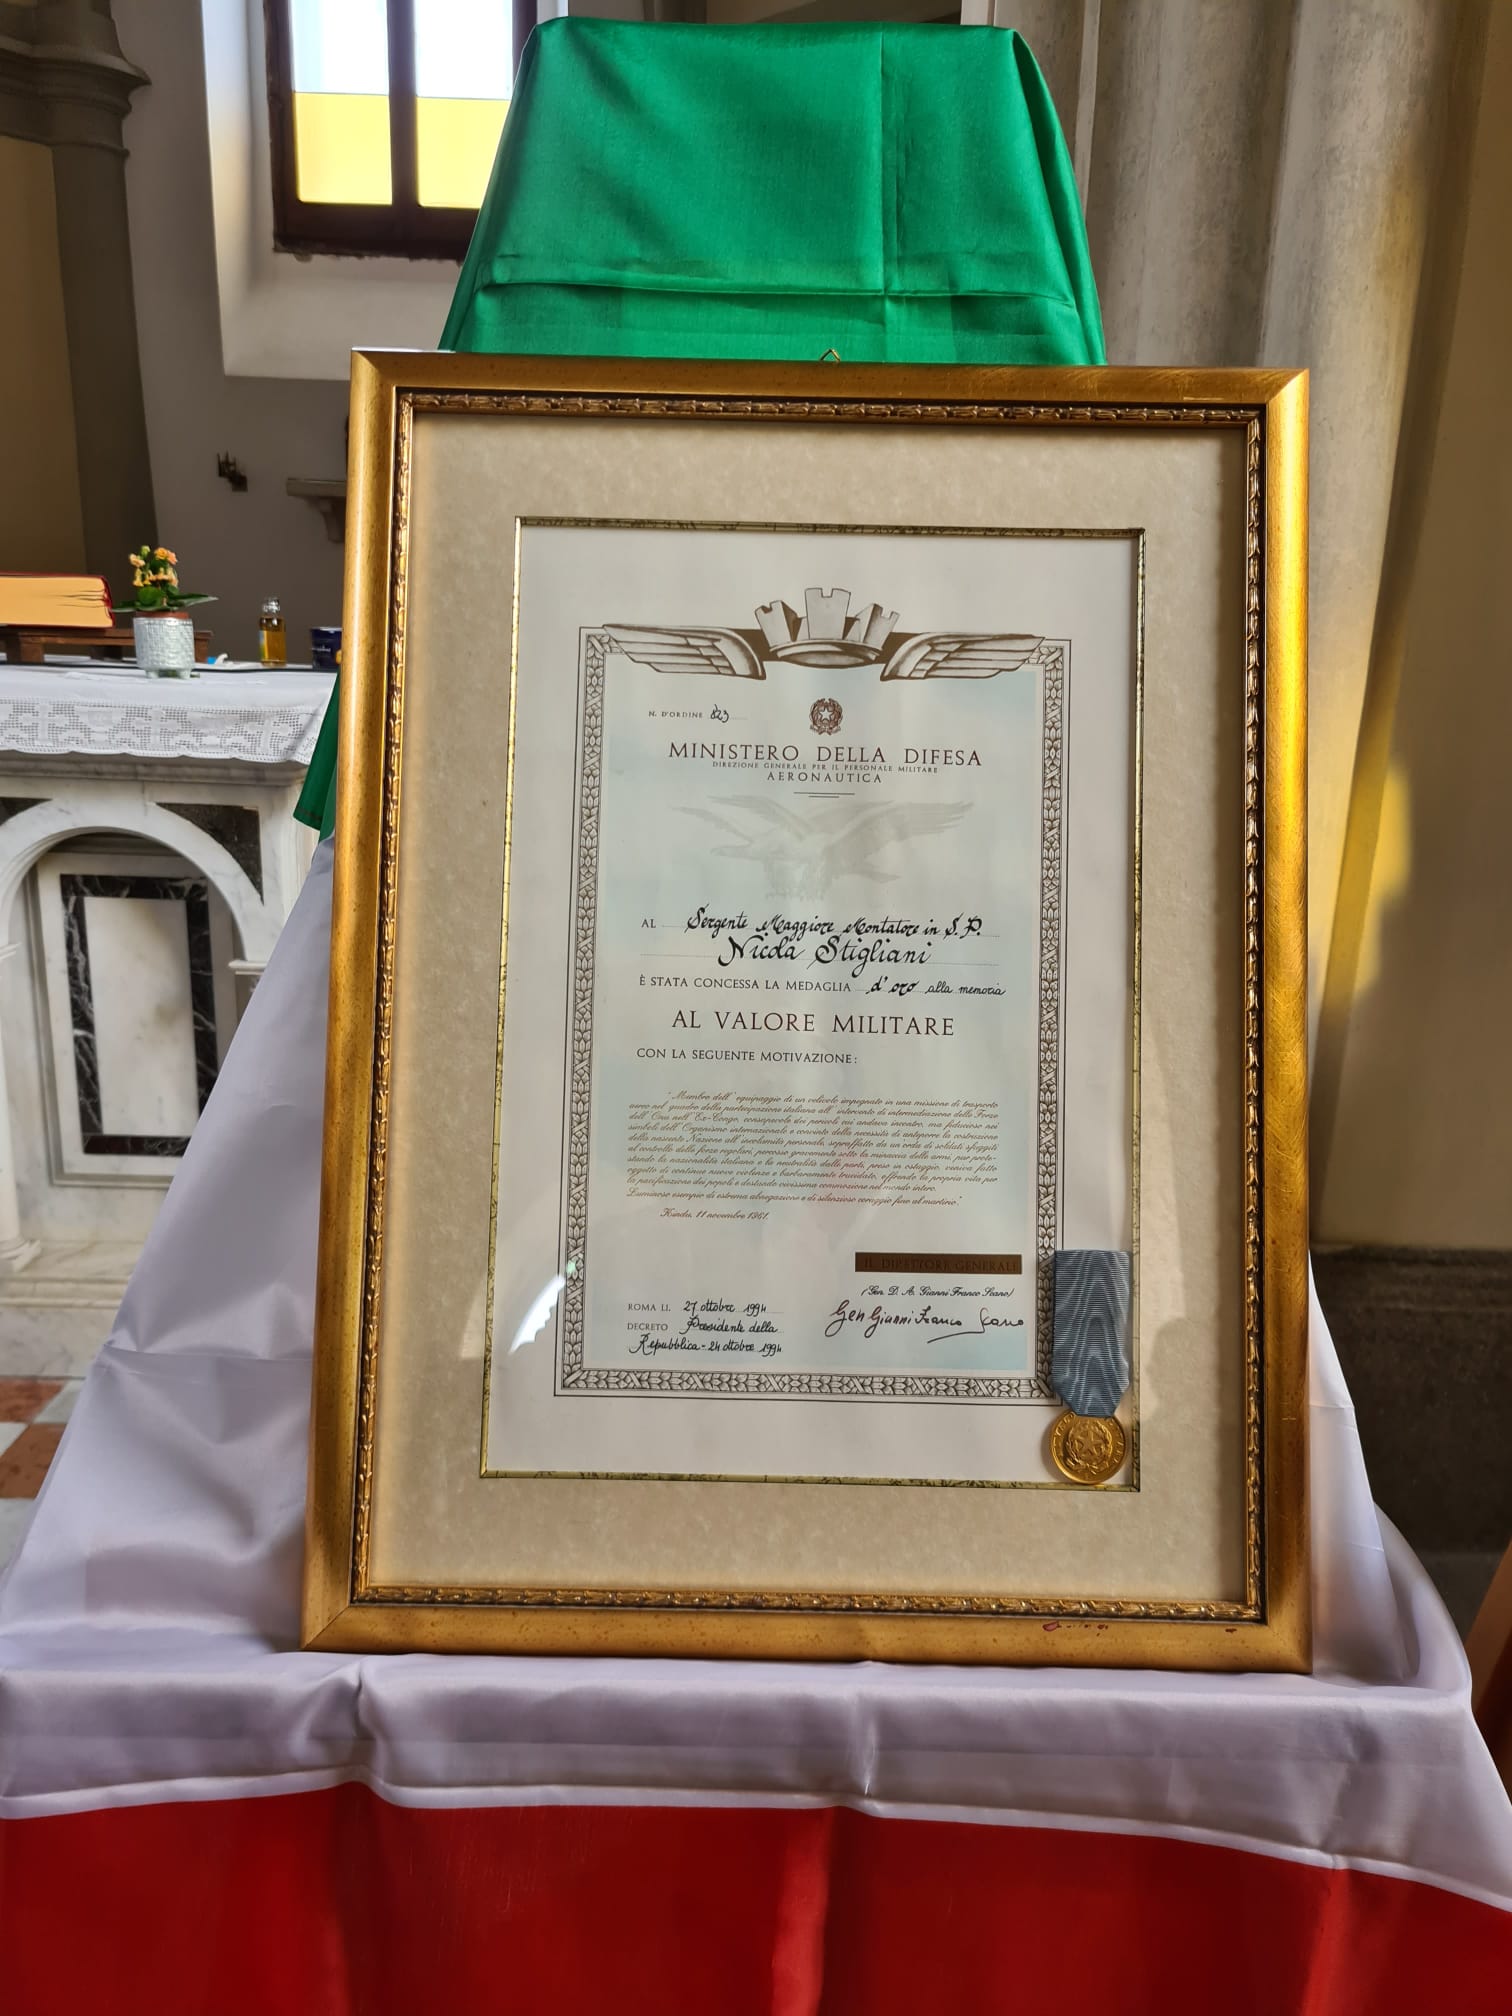 N. D'ORDINE 823
MINISTERO DELLA DIFESA
DIREZIONE GENERALE PER IL PERSONALE MILITARE
AERONAUTICA
AL Sergente Maggiore Montatore in S.P.
Nicola Stigliani
È STATA CONCESSA LA MEDAGLIA d'oro alla memoria
AL VALORE MILITARE
CON LA SEGUENTE MOTIVAZIONE:
"Membro dell'equipaggio di un velivolo impegnato in una missione di trasporto
aereo nel quadro della partecipazione italiana all'intervento di intermediazione delle Forze
dell'Onu nell'Ex-Congo, consapevole dei pericoli cui andava incontro, ma fiducioso nei
simboli dell'Organismo internazionale e convinto della necessità di anteporre la costruzione
della nascente Nazione all'incolumità personale, sopraffatto da un'orda di soldati sfuggiti
al controllo delle forze regolari, percosso gravemente sotto la minaccia delle armi, pur prote-
stando la nazionalità italiana e la neutralità dalle parti, preso in ostaggio, veniva fatto
oggetto di continue nuove violenze e barbaramente trucidato, offrendo la propria vita per
la pacificazione dei popoli e destando vivissima commozione nel mondo intero.
Luminoso esempio di estrema abnegazione e di silenzioso coraggio fino al martirio".
Kindu, 11 novembre 1961.
IL DIRETTORE GENERALE
(Gen. D. A. Gianni Franco Scano)
Gen Gianni Franco Scano
ROMA LI, 27 ottobre 1994
DECRETO Presidente della
Repubblica - 24 ottobre 1994